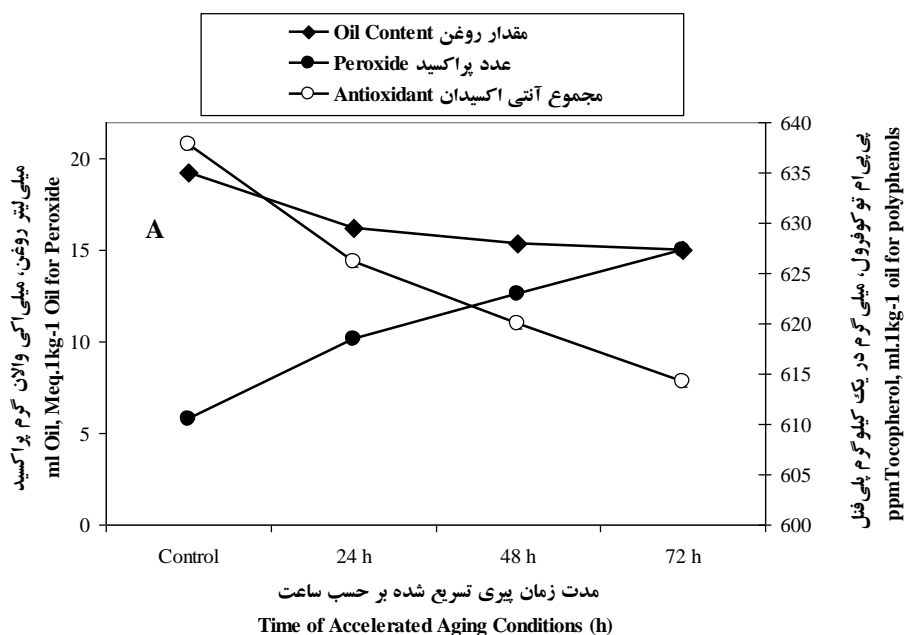 Oil Content مقدار روغن
Peroxide عدد پراکسید
Antioxidant مجموع آنتی اکسیدان
میلی‌لیتر روغن، میلی‌اکی والان گرم پراکسید
ml Oil, Meq.1kg-1 Oil for Peroxide
20
15
10
5
0
A
640
635
630
625
620
614
610
605
600
پی‌پی‌ام توکوفرول، میلی گرم در یک کیلوگرم پلی‌فنل
ppmTocopherol, ml.1kg-1 oil for polyphenols
Control 24 h 48 h 72 h
مدت زمان پیری تسریع شده بر حسب ساعت
Time of Accelerated Aging Conditions (h)